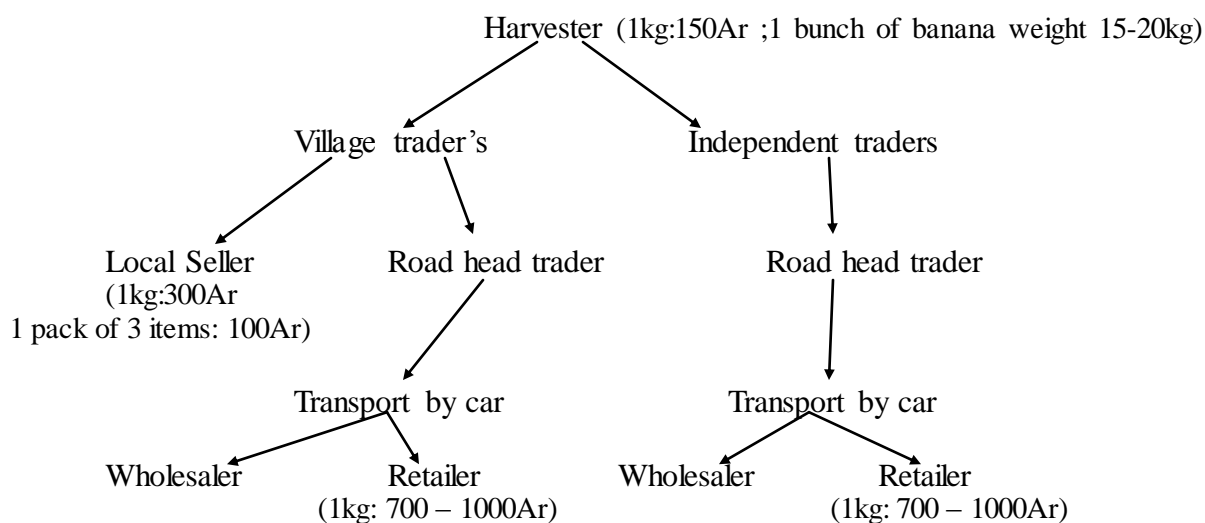 Harvester (1kg:150Ar ;1 bunch of banana weight 15-20kg)
Village trader’s
Independent traders
Local Seller
(1kg:300Ar
1 pack of 3 items: 100Ar)
Road head trader
Road head trader
Transport by car
Transport by car
Wholesaler
Retailer
(1kg: 700 – 1000Ar)
Wholesaler
Retailer
(1kg: 700 – 1000Ar)